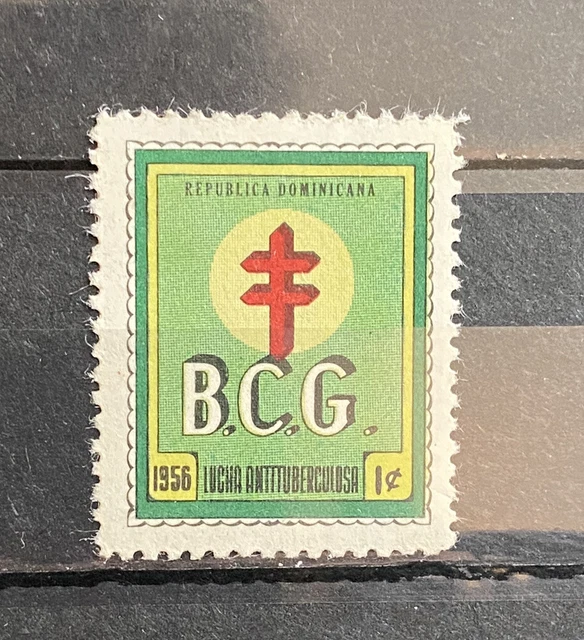 REPUBLICA DOMINICANA
B.C.G.
1956 LUCHA ANTITUBERCULOSA 1¢